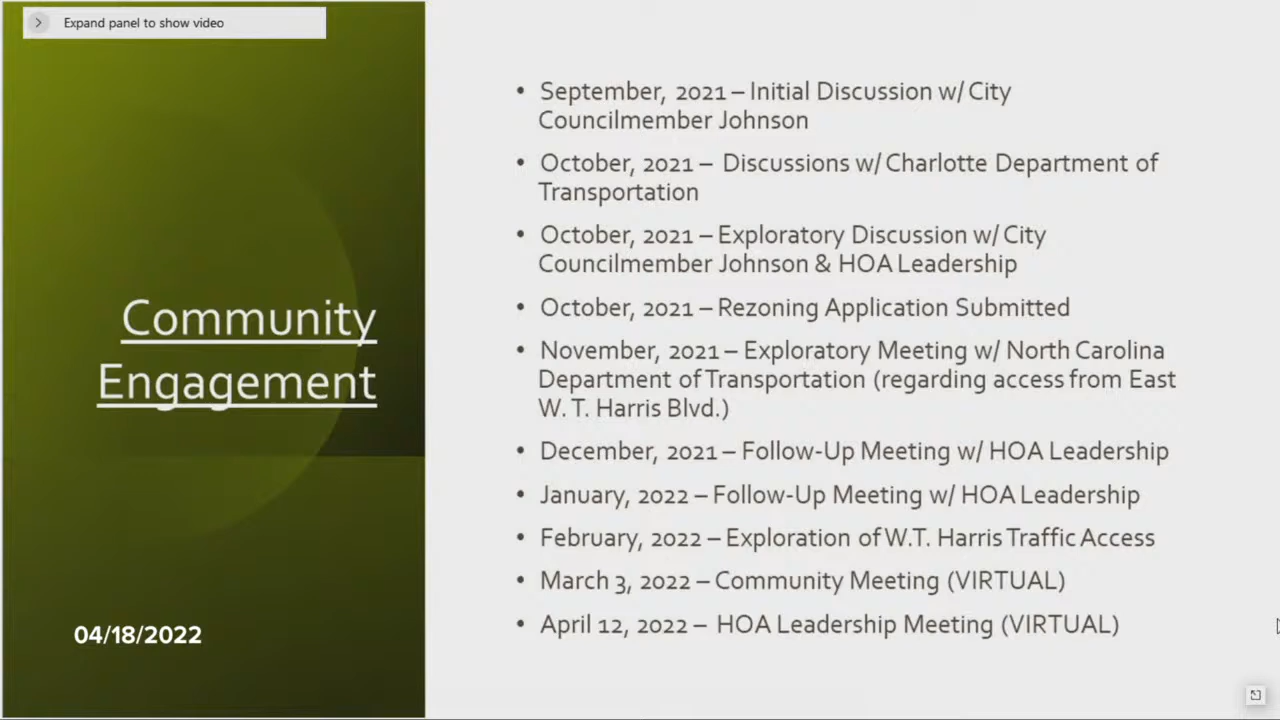 Expand panel to show video
Community
Engagement
04/18/2022
• September, 2021 – Initial Discussion w/ City
Councilmember Johnson
• October, 2021 – Discussions w/ Charlotte Department of
Transportation
• October, 2021 – Exploratory Discussion w/ City
Councilmember Johnson & HOA Leadership
• October, 2021 – Rezoning Application Submitted
• November, 2021 – Exploratory Meeting w/ North Carolina
Department of Transportation (regarding access from East
W. T. Harris Blvd.)
• December, 2021 – Follow-Up Meeting w/ HOA Leadership
• January, 2022 – Follow-Up Meeting w/ HOA Leadership
• February, 2022 – Exploration of W.T. Harris Traffic Access
• March 3, 2022 – Community Meeting (VIRTUAL)
• April 12, 2022 – HOA Leadership Meeting (VIRTUAL)